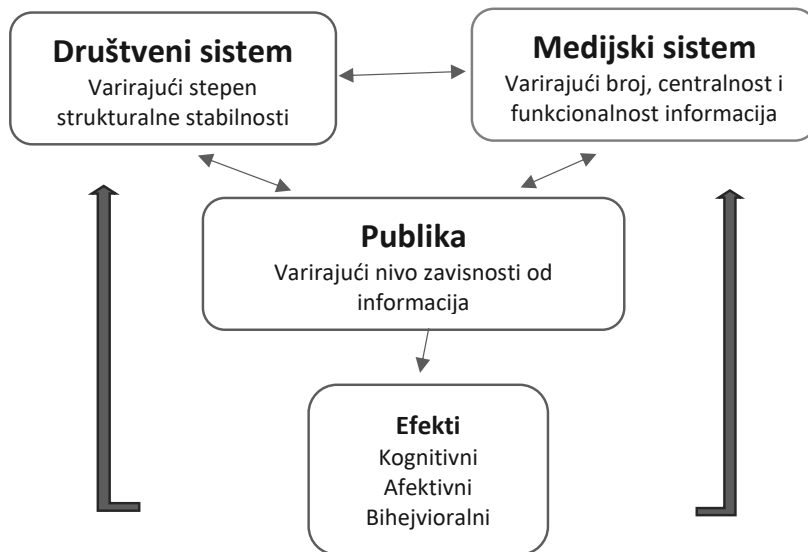 Društveni sistem
Varirajući stepen
strukturalne stabilnosti
Medijski sistem
Varirajući broj, centralnost i
funkcionalnost informacija
Publika
Varirajući nivo zavisnosti od
informacija
Efekti
Kognitivni
Afektivni
Bihejvioralni